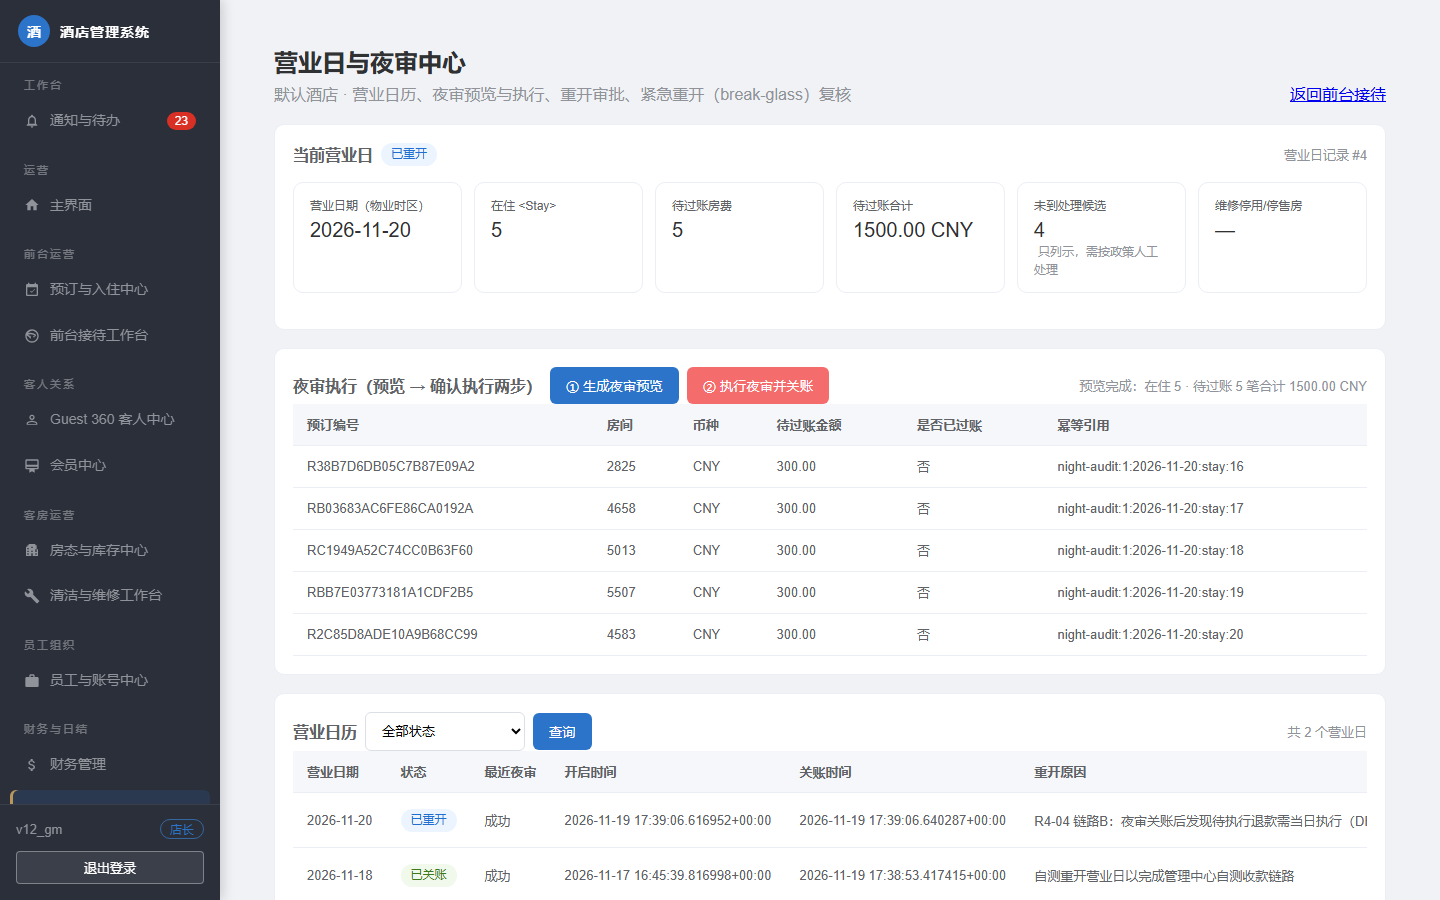 酒 酒店管理系统
工作台
通知与待办 23
运营
主界面
前台运营
预订与入住中心
前台接待工作台
客人关系
Guest 360 客人中心
会员中心
客房运营
房态与库存中心
清洁与维修工作台
员工组织
员工与账号中心
财务与日结
财务管理
v12_gm 店长
退出登录
营业日与夜审中心
默认酒店 · 营业日历、夜审预览与执行、重开审批、紧急重开（break-glass）复核 返回前台接待
当前营业日 已重开 营业日记录 #4
营业日期（物业时区） 在住 <Stay> 待过账房费 待过账合计 未到处理候选 维修停用/停售房
2026-11-20 5 5 1500.00 CNY 4 —
只列示，需按政策人工
处理
夜审执行（预览 → 确认执行两步） ① 生成夜审预览 ② 执行夜审并关账 预览完成：在住 5 · 待过账 5 笔合计 1500.00 CNY
预订编号 房间 币种 待过账金额 是否已过账 幂等引用
R38B7D6DB05C7B87E09A2 2825 CNY 300.00 否 night-audit:1:2026-11-20:stay:16
RB03683AC6FE86CA0192A 4658 CNY 300.00 否 night-audit:1:2026-11-20:stay:17
RC1949A52C74CC0B63F60 5013 CNY 300.00 否 night-audit:1:2026-11-20:stay:18
RBB7E03773181A1CDF2B5 5507 CNY 300.00 否 night-audit:1:2026-11-20:stay:19
R2C85D8ADE10A9B68CC99 4583 CNY 300.00 否 night-audit:1:2026-11-20:stay:20
营业日历 全部状态 查询 共 2 个营业日
营业日期 状态 最近夜审 开启时间 关账时间 重开原因
2026-11-20 已重开 成功 2026-11-19 17:39:06.616952+00:00 2026-11-19 17:39:06.640287+00:00 R4-04 链路B：夜审关账后发现待执行退款需当日执行（DI
2026-11-18 已关账 成功 2026-11-17 16:45:39.816998+00:00 2026-11-19 17:38:53.417415+00:00 自测重开营业日以完成管理中心自测收款链路